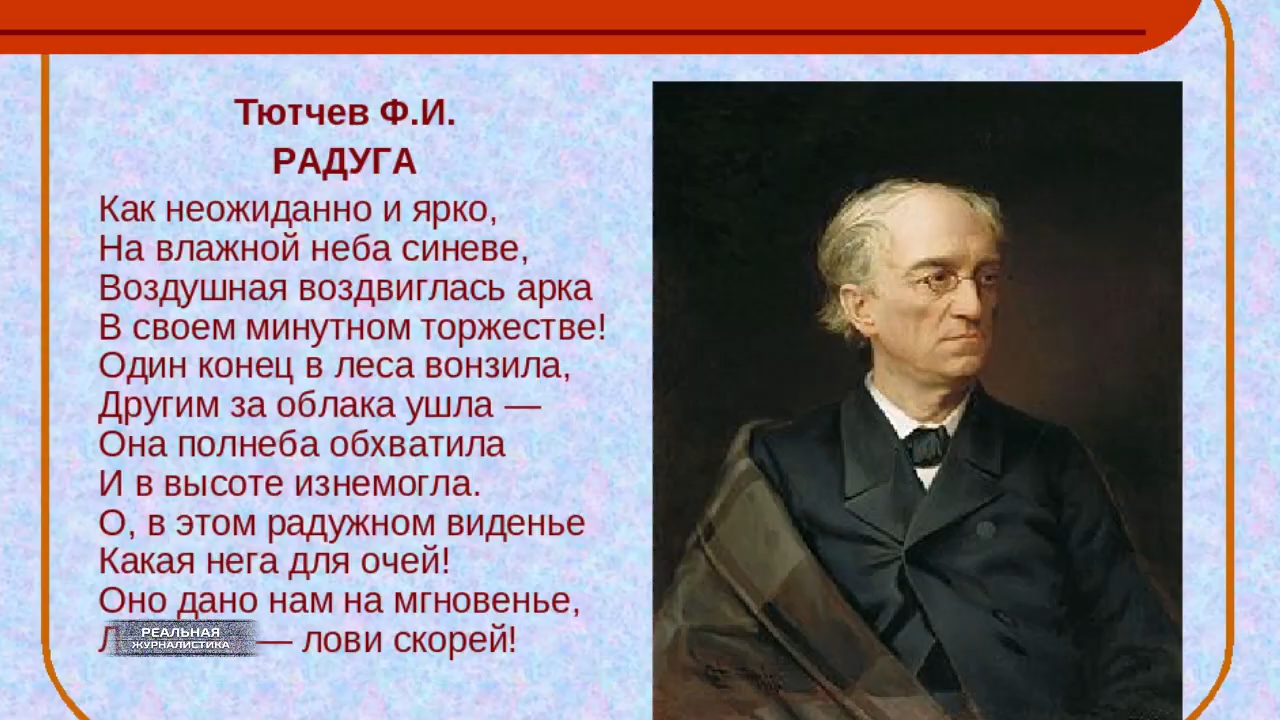 Тютчев Ф.И.
РАДУГА
Как неожиданно и ярко,
На влажной неба синеве,
Воздушная воздвиглась арка
В своем минутном торжестве!
Один конец в леса вонзила,
Другим за облака ушла —
Она полнеба обхватила
И в высоте изнемогла.
О, в этом радужном виденье
Какая нега для очей!
Оно дано нам на мгновенье,
— лови скорей!
РЕАЛЬНАЯ
ЖУРНАЛИСТИКА